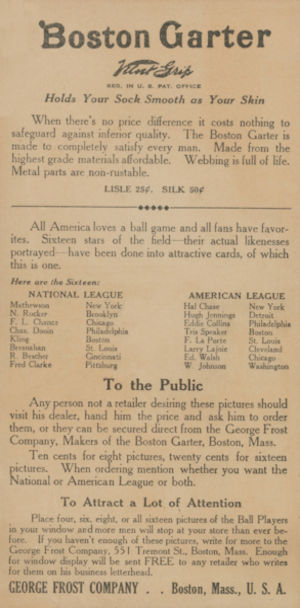 Boston Garter
Velvet Grip
REG. IN U. S. PAT. OFFICE
Holds Your Sock Smooth as Your Skin
When there's no price difference it costs nothing to
safeguard against inferior quality. The Boston Garter is
made to completely satisfy every man. Made from the
highest grade materials affordable. Webbing is full of life.
Metal parts are non-rustable.
LISLE 25¢. SILK 50¢
All America loves a ball game and all fans have favor-
ites. Sixteen stars of the field—their actual likenesses
portrayed—have been done into attractive cards, of which
this is one.
Here are the Sixteen:
NATIONAL LEAGUE
Mathewson New York
N. Rucker Brooklyn
F. L. Chance Chicago
Chas. Dooin Philadelphia
Kling Boston
Bresnahan St. Louis
R. Bescher Cincinnati
Fred Clarke Pittsburg
AMERICAN LEAGUE
Hal Chase New York
Hugh Jennings Detroit
Eddie Collins Philadelphia
Tris Speaker Boston
F. La Porte St. Louis
Larry Lajoie Cleveland
Ed. Walsh Chicago
W. Johnson Washington
To the Public
Any person not a retailer desiring these pictures should
visit his dealer, hand him the price and ask him to order
them, or they can be secured direct from the George Frost
Company, Makers of the Boston Garter, Boston, Mass.
Ten cents for eight pictures, twenty cents for sixteen
pictures. When ordering mention whether you want the
National or American League or both.
To Attract a Lot of Attention
Place four, six, eight, or all sixteen pictures of the Ball Players
in your window and more men will stop at your store than ever be-
fore. If you haven't enough of these pictures, write for more to the
George Frost Company, 551 Tremont St., Boston, Mass. Enough
for window display will be sent FREE to any retailer who writes
for them on his business letterhead.
GEORGE FROST COMPANY . . Boston, Mass., U. S. A.